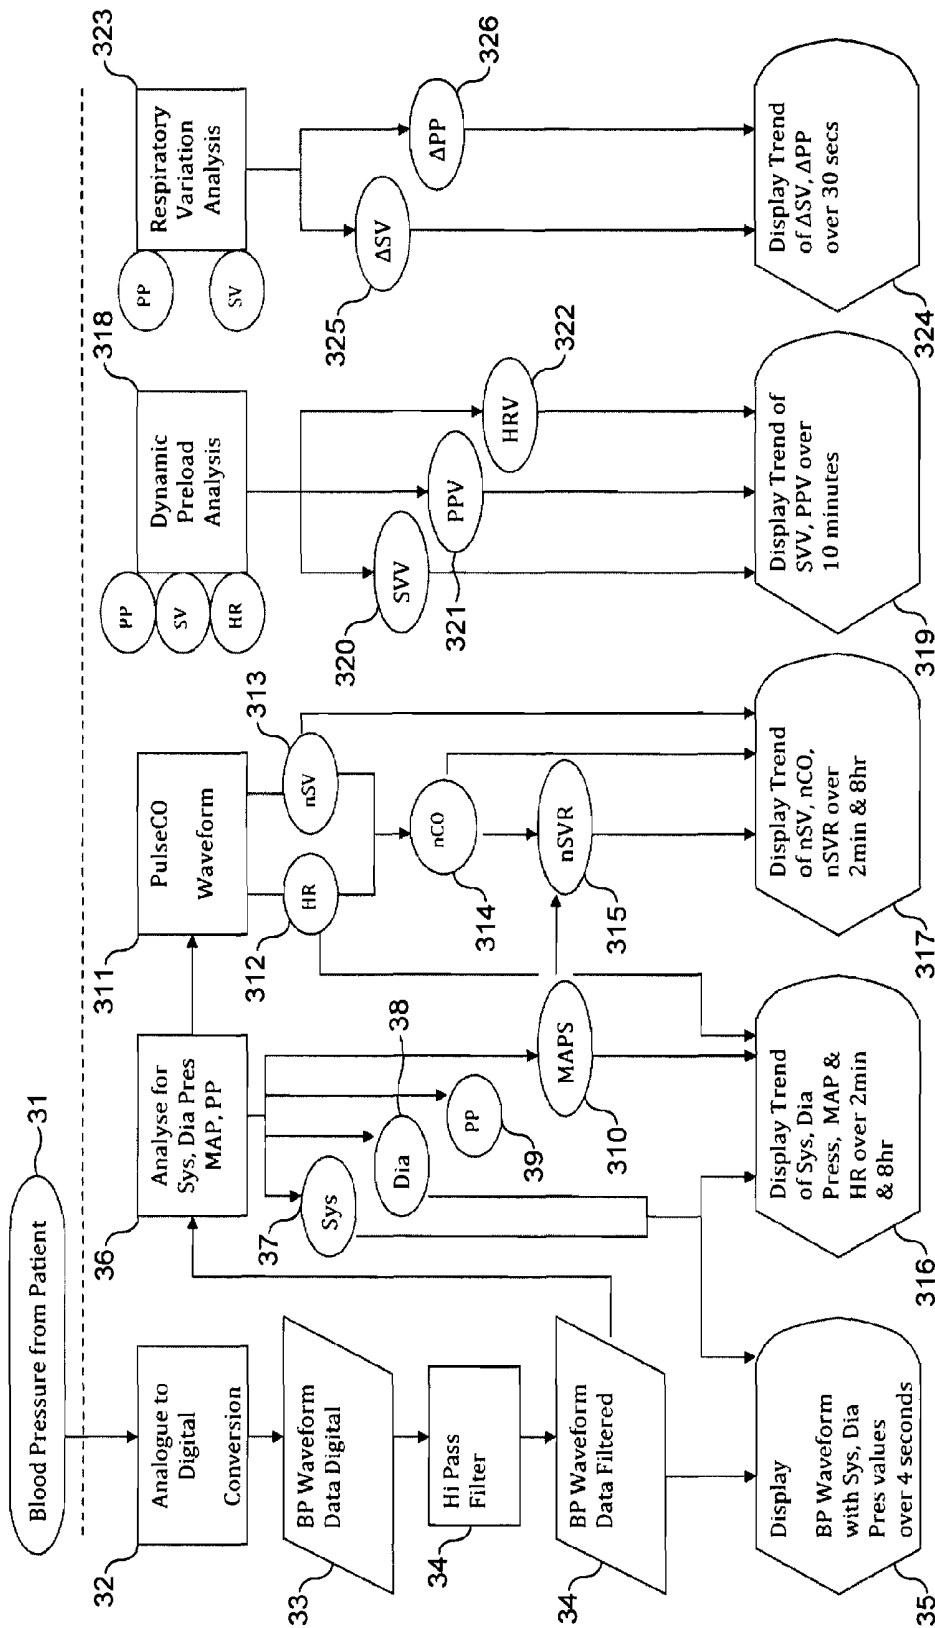 Blood Pressure from Patient
31
32
Analogue to
Digital
Conversion
33
BP Waveform
Data Digital
34
Hi Pass
Filter
34
BP Waveform
Data Filtered
35
Display
BP Waveform
with Sys, Dia
Pres values
over 4 seconds
36
Analyse for
Sys, Dia Pres
MAP, PP
37
Sys
38
Dia
39
PP
310
MAPS
316
Display Trend
of Sys, Dia
Press, MAP &
HR over 2min
& 8hr
311
PulseCO
Waveform
312
HR
313
nSV
314
nCO
315
nSVR
317
Display Trend
of nSV, nCO,
nSVR over
2min & 8hr
318
PP
SV
HR
Dynamic
Preload
Analysis
320
SVV
321
PPV
322
HRV
319
Display Trend of
SVV, PPV over
10 minutes
323
PP
SV
Respiratory
Variation
Analysis
325
ΔSV
326
ΔPP
324
Display Trend
of ΔSV, ΔPP
over 30 secs